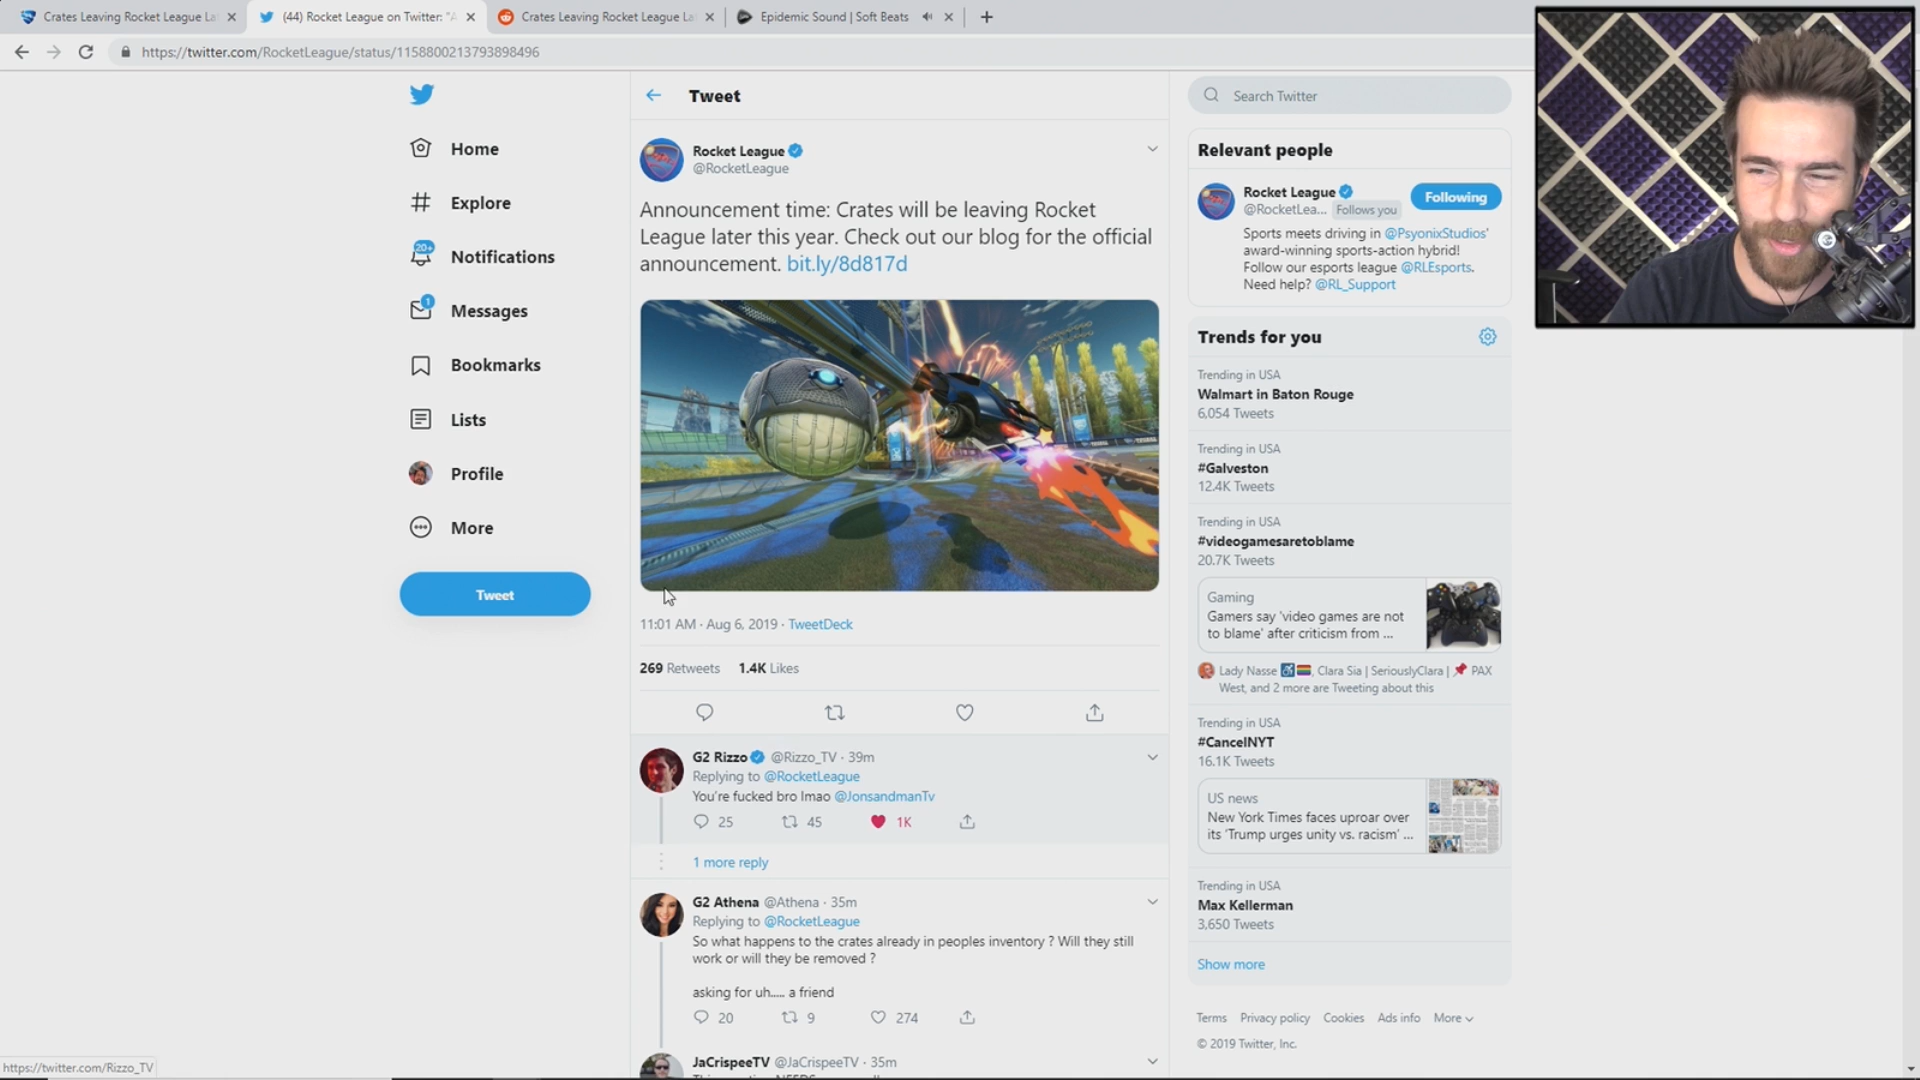 Crates Leaving Rocket League La
(44) Rocket League on Twitter: "A
Crates Leaving Rocket League La
Epidemic Sound | Soft Beats
https://twitter.com/RocketLeague/status/1158800213793898496
Home
Explore
20+
Notifications
1
Messages
Bookmarks
Lists
Profile
More
Tweet
Tweet
Rocket League
@RocketLeague
Announcement time: Crates will be leaving Rocket
League later this year. Check out our blog for the official
announcement. bit.ly/8d817d
11:01 AM · Aug 6, 2019 · TweetDeck
269 Retweets 1.4K Likes
G2 Rizzo @Rizzo_TV · 39m
Replying to @RocketLeague
You're fucked bro lmao @JonsandmanTv
25 45 1K
1 more reply
G2 Athena @Athena · 35m
Replying to @RocketLeague
So what happens to the crates already in peoples inventory ? Will they still
work or will they be removed ?
asking for uh..... a friend
20 9 274
JaCrispeeTV @JaCrispeeTV · 35m
Search Twitter
Relevant people
Rocket League
Following
@RocketLea... Follows you
Sports meets driving in @PsyonixStudios'
award-winning sports-action hybrid!
Follow our esports league @RLEsports.
Need help? @RL_Support
Trends for you
Trending in USA
Walmart in Baton Rouge
6,054 Tweets
Trending in USA
#Galveston
12.4K Tweets
Trending in USA
#videogamesaretoblame
20.7K Tweets
Gaming
Gamers say 'video games are not
to blame' after criticism from ...
Lady Nasse, Clara Sia | SeriouslyClara | PAX
West, and 2 more are Tweeting about this
Trending in USA
#CancelNYT
16.1K Tweets
US news
New York Times faces uproar over
its 'Trump urges unity vs. racism' ...
Trending in USA
Max Kellerman
3,650 Tweets
Show more
Terms Privacy policy Cookies Ads info More
© 2019 Twitter, Inc.
https://twitter.com/Rizzo_TV